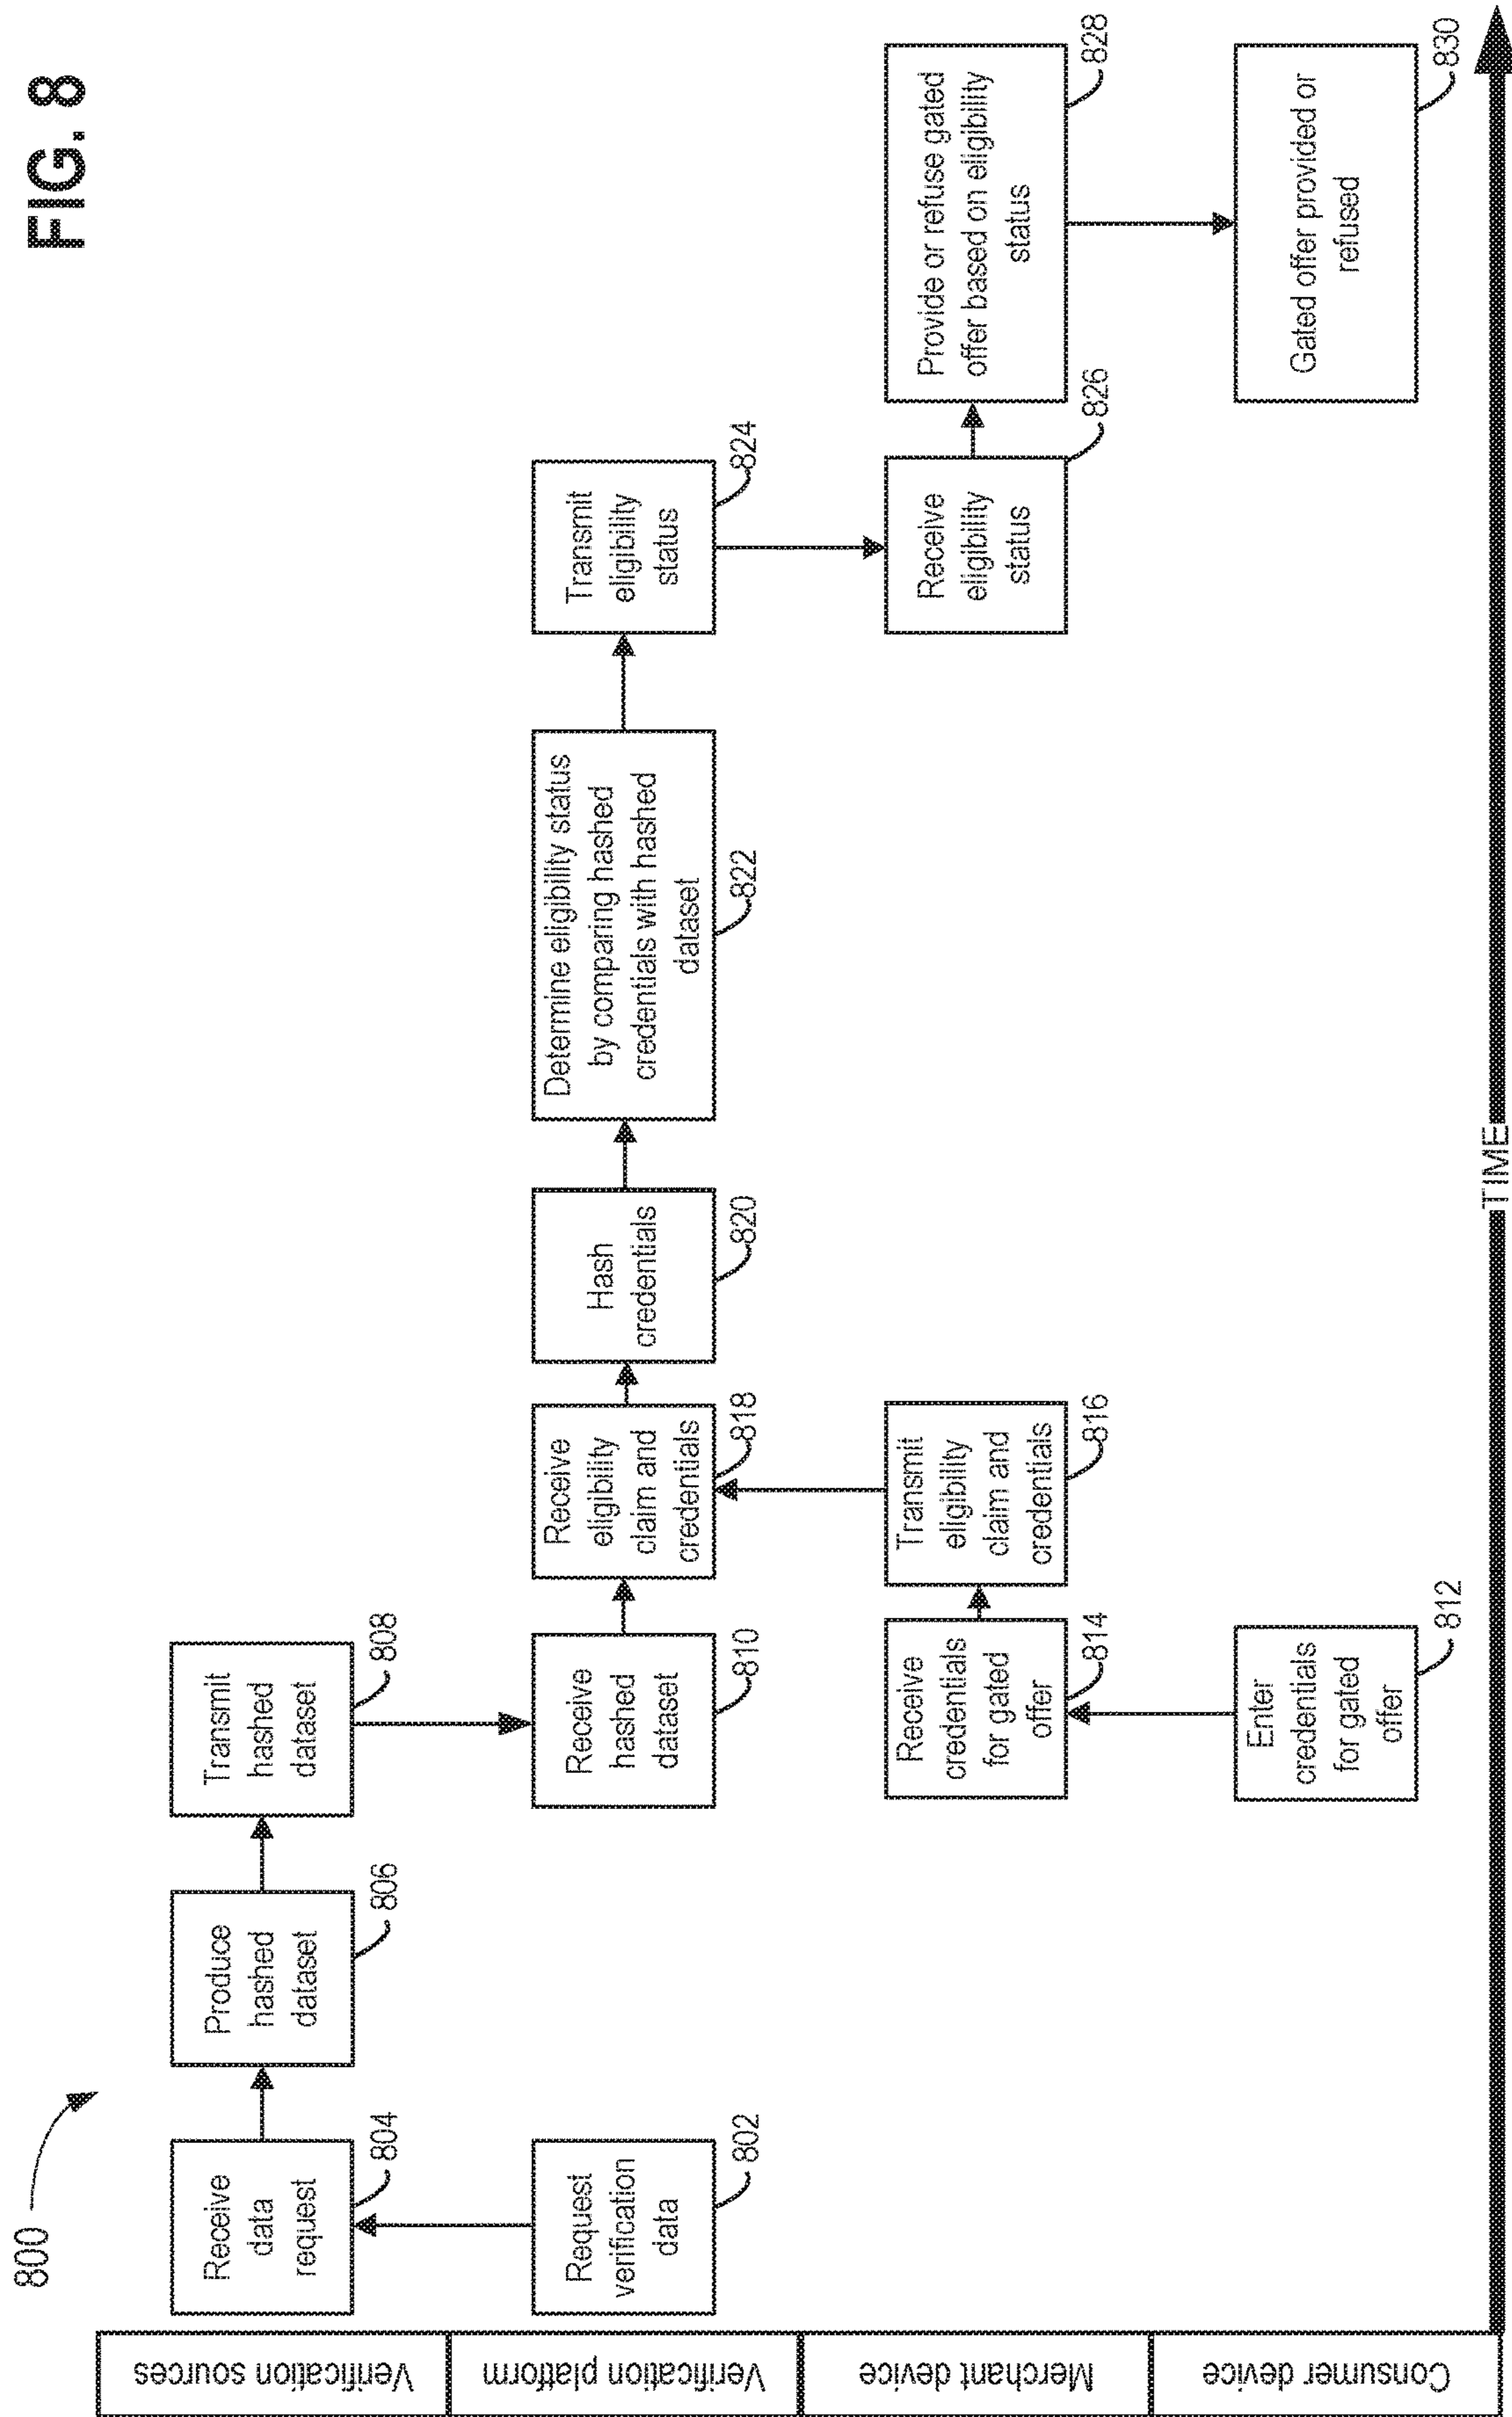 FIG. 8
800
Verification sources
Verification platform
Merchant device
Consumer device
Receive
data
request
804
Produce
hashed
dataset
806
Transmit
hashed
dataset
808
Request
verification
data
802
Receive
hashed
dataset
810
Receive
eligibility
claim and
credentials
818
Hash
credentials
820
Determine eligibility status
by comparing hashed
credentials with hashed
dataset
822
Transmit
eligibility
status
824
Receive
credentials
for gated
offer
814
Transmit
eligibility
claim and
credentials
816
Receive
eligibility
status
826
Provide or refuse gated
offer based on eligibility
status
828
Enter
credentials
for gated
offer
812
Gated offer provided or
refused
830
TIME